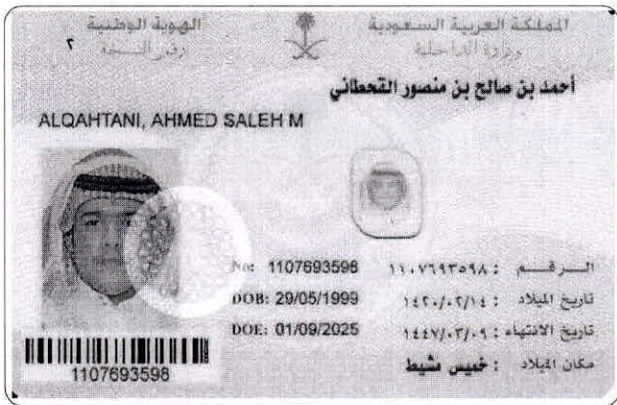 المملكة العربية السعودية
وزارة الداخلية
الهوية الوطنية
رقم النسخة ٢
أحمد بن صالح بن منصور القحطاني
ALQAHTANI, AHMED SALEH M
الرقم : ١١٠٧٦٩٣٥٩٨ No: 1107693598
تاريخ الميلاد : ١٤٢٠/٠٢/١٤ DOB: 29/05/1999
تاريخ الانتهاء : ١٤٤٧/٠٣/٠٩ DOE: 01/09/2025
مكان الميلاد : خميس مشيط
1107693598